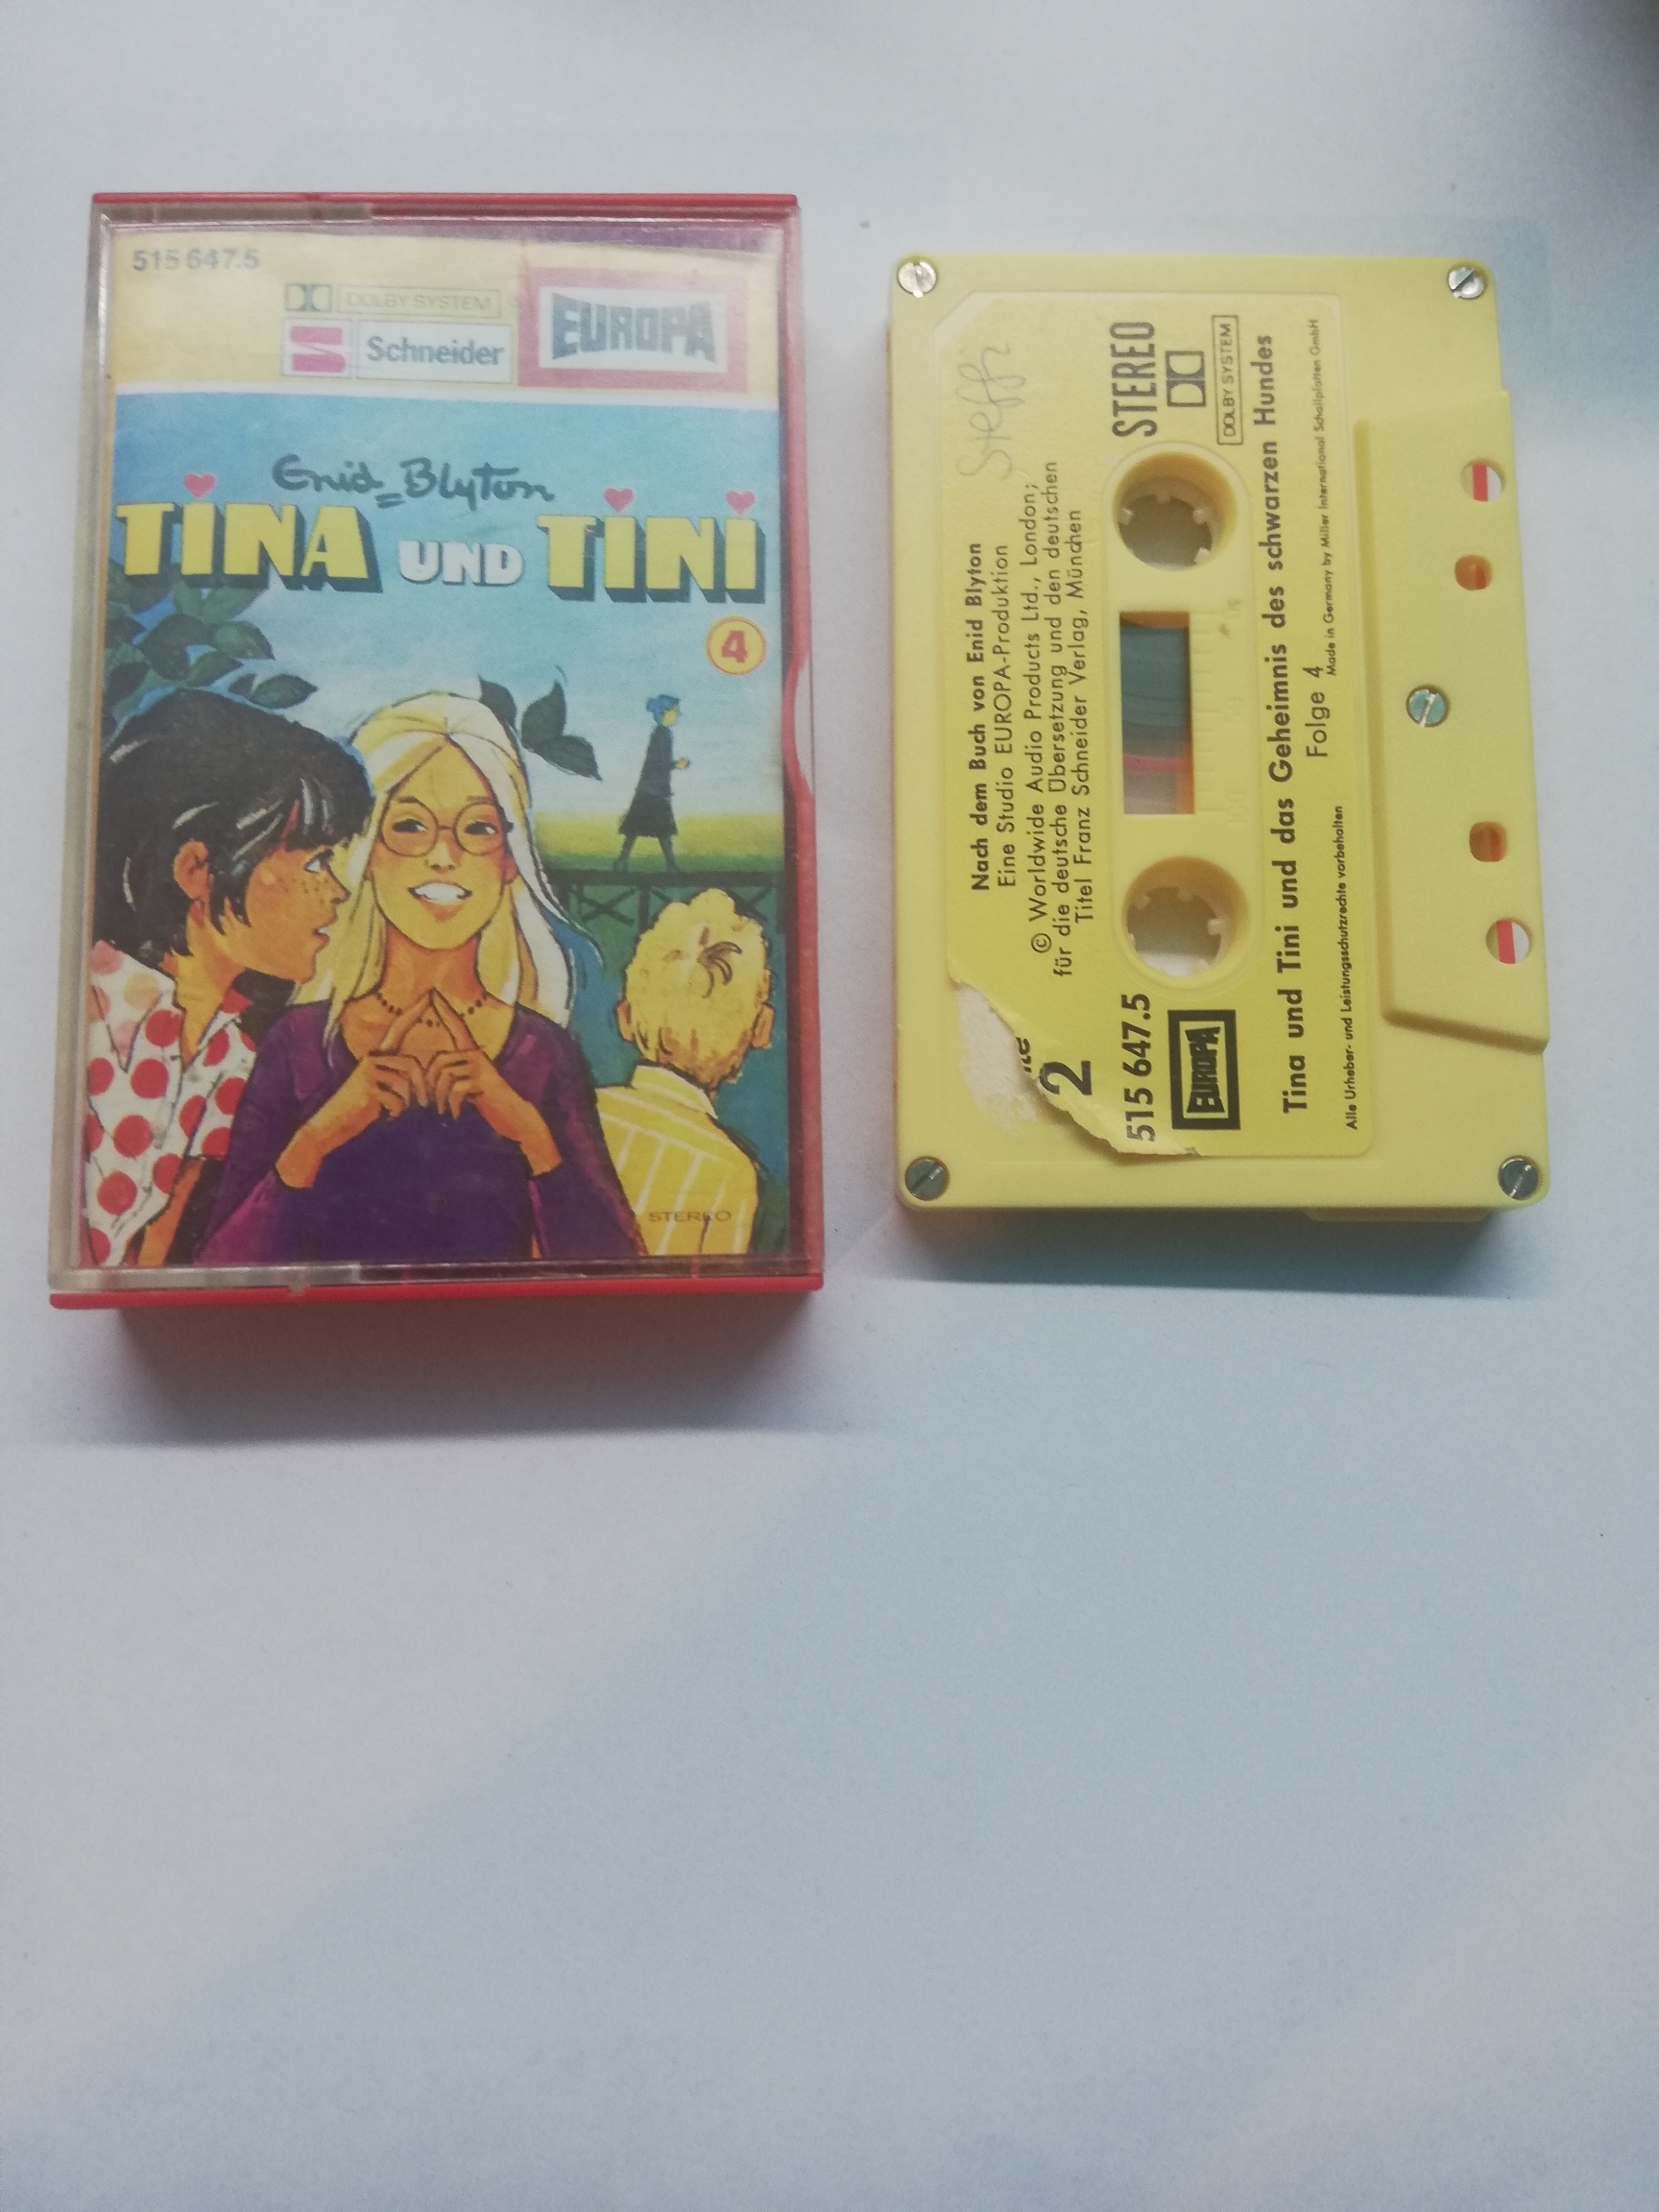 515 647.5
DOLBY SYSTEM
Schneider
EUROPA
Enid Blyton
TINA UND TINI
4
STEREO
Steffi
Nach dem Buch von Enid Blyton
Eine Studio EUROPA-Produktion
© Worldwide Audio Products Ltd., London;
für die deutsche Übersetzung und den deutschen
Titel Franz Schneider Verlag, München
2
515 647.5
EUROPA
STEREO
DOLBY SYSTEM
Tina und Tini und das Geheimnis des schwarzen Hundes
Folge 4
Alle Urheber- und Leistungsschutzrechte vorbehalten
Made in Germany by Miller International Schallplatten GmbH